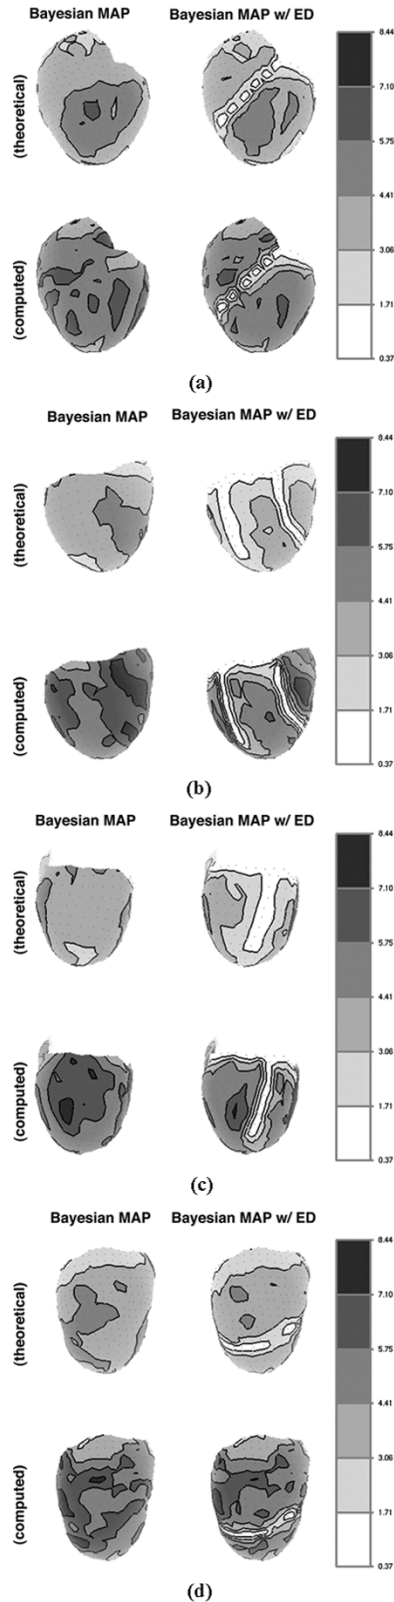 Bayesian MAP Bayesian MAP w/ ED
(theoretical)
(computed)
8.44
7.10
5.75
4.41
3.06
1.71
0.37
(a)
Bayesian MAP Bayesian MAP w/ ED
(theoretical)
(computed)
8.44
7.10
5.75
4.41
3.06
1.71
0.37
(b)
Bayesian MAP Bayesian MAP w/ ED
(theoretical)
(computed)
8.44
7.10
5.75
4.41
3.06
1.71
0.37
(c)
Bayesian MAP Bayesian MAP w/ ED
(theoretical)
(computed)
8.44
7.10
5.75
4.41
3.06
1.71
0.37
(d)